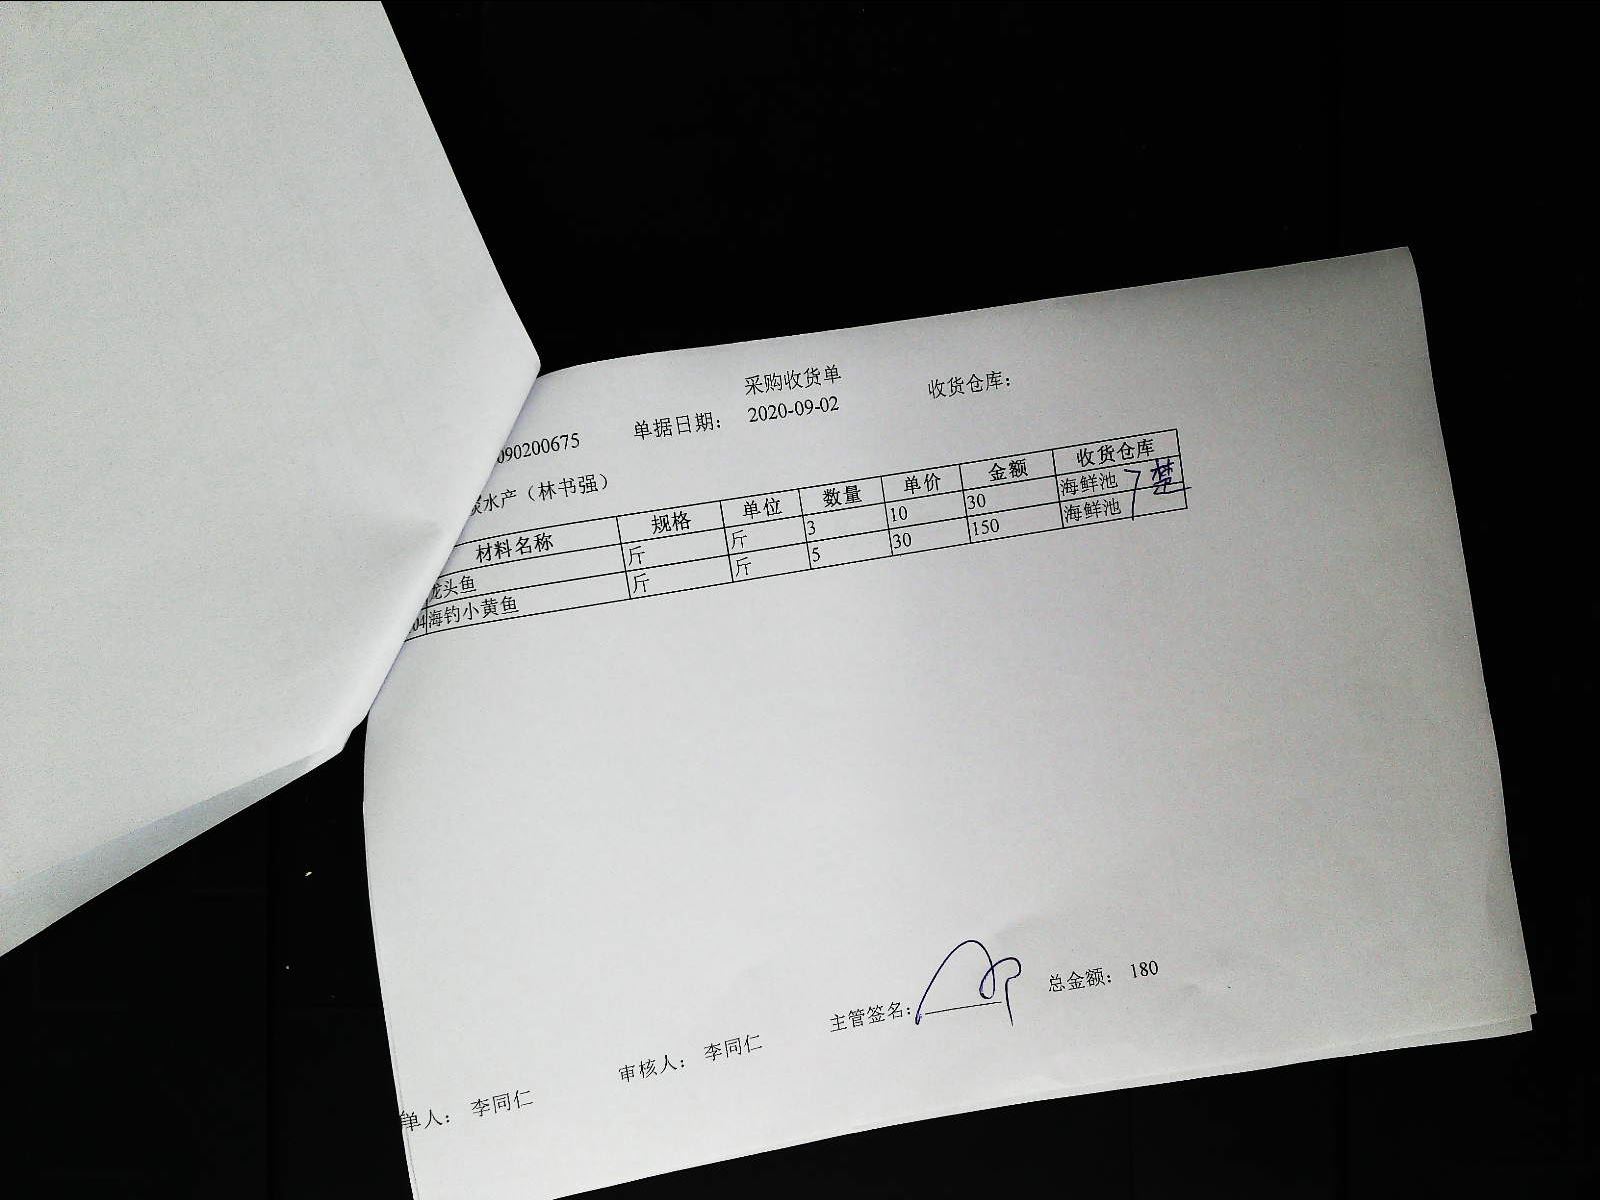 采购收货单
090200675 单据日期： 2020-09-02 收货仓库：
水产（林书强）
材料名称 规格 单位 数量 单价 金额 收货仓库
龙头鱼 斤 斤 3 10 30 海鲜池
04 海钓小黄鱼 斤 斤 5 30 150 海鲜池
单人： 李同仁 审核人： 李同仁 主管签名： 总金额： 180